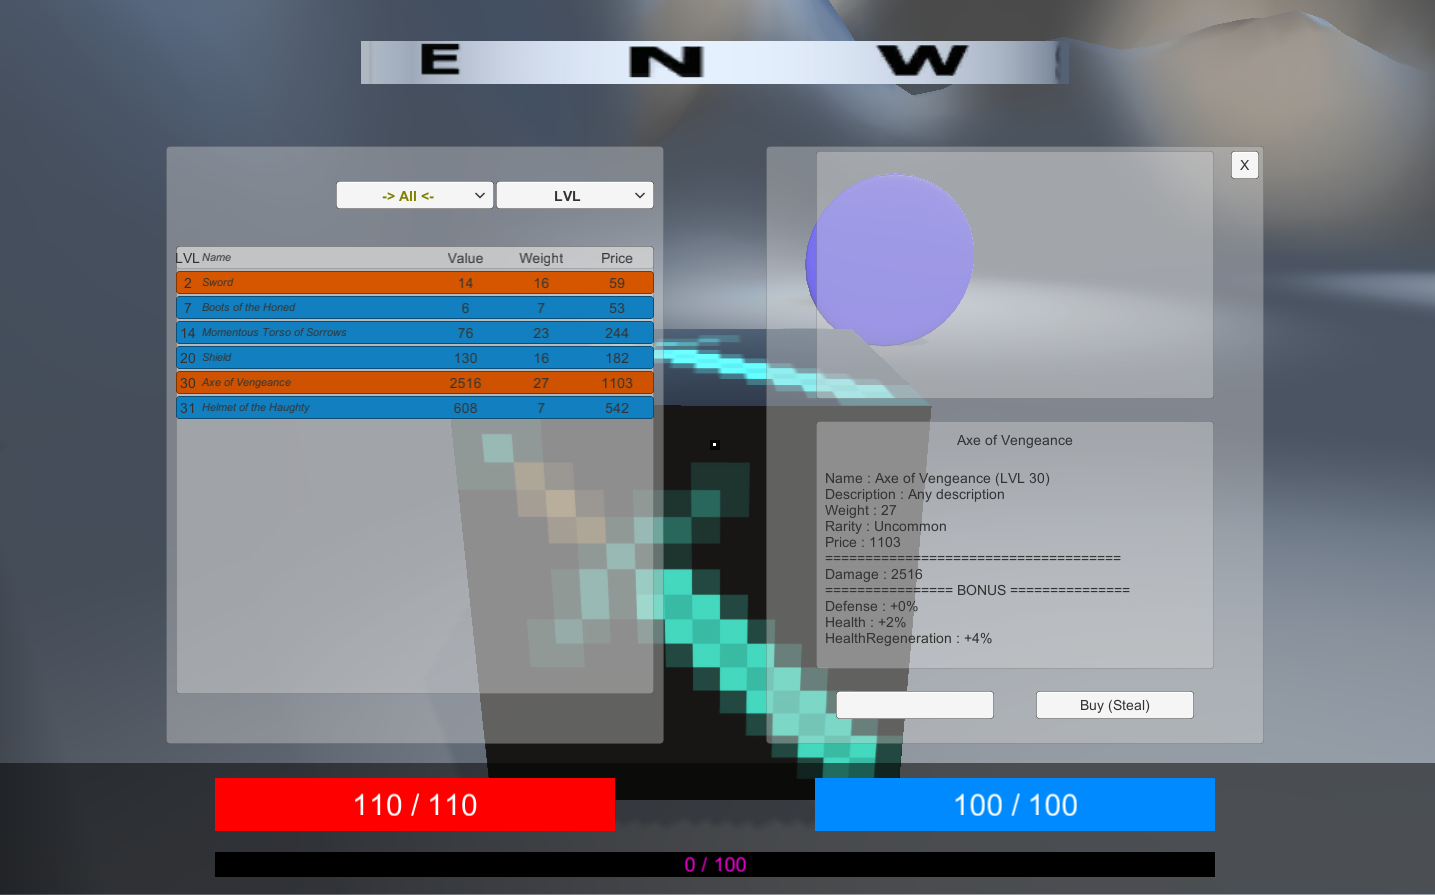 E N W
X
-> All <- LVL
LVL Name Value Weight Price
2 Sword 14 16 59
7 Boots of the Honed 6 7 53
14 Momentous Torso of Sorrows 76 23 244
20 Shield 130 16 182
30 Axe of Vengeance 2516 27 1103
31 Helmet of the Haughty 608 7 542
Axe of Vengeance
Name : Axe of Vengeance (LVL 30)
Description : Any description
Weight : 27
Rarity : Uncommon
Price : 1103
=====================================
Damage : 2516
================ BONUS ===============
Defense : +0%
Health : +2%
HealthRegeneration : +4%
Buy (Steal)
110 / 110
100 / 100
0 / 100